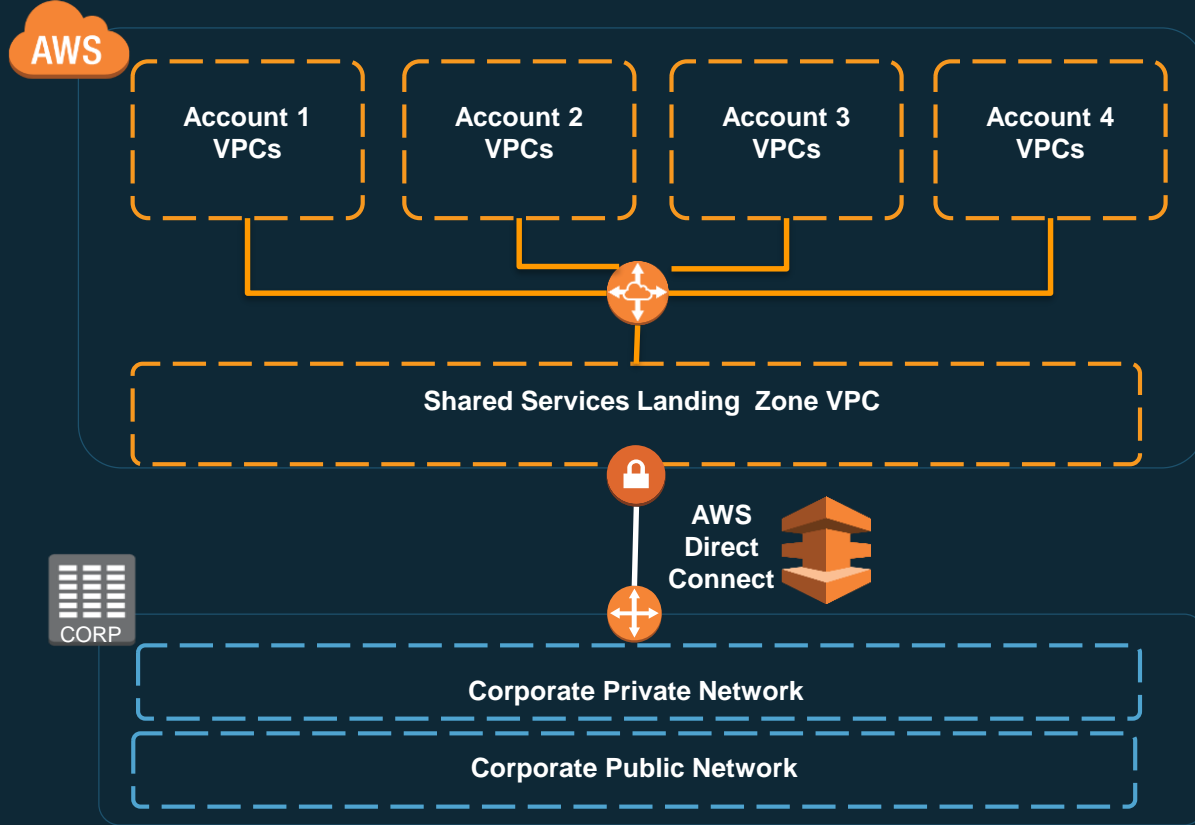 AWS
Account 1
VPCs
Account 2
VPCs
Account 3
VPCs
Account 4
VPCs
Shared Services Landing  Zone VPC
AWS
Direct
Connect
CORP
Corporate Private Network
Corporate Public Network